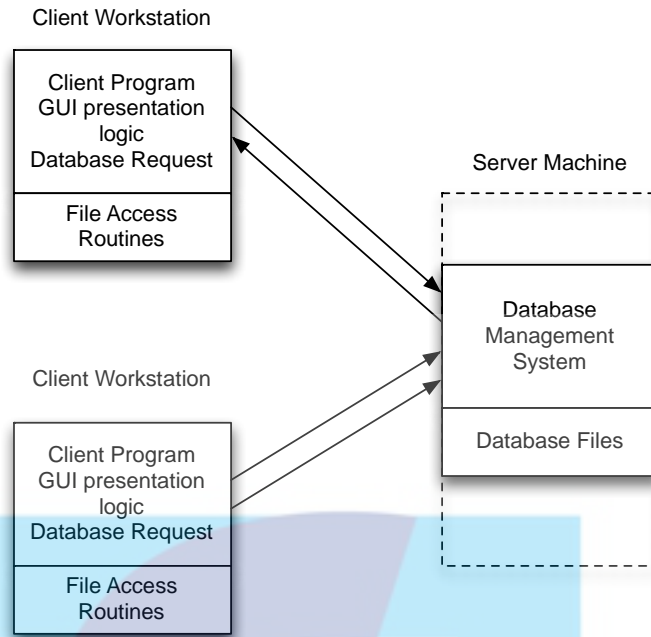 Client Workstation
Client Program
GUI presentation
logic
Database Request
File Access
Routines
Server Machine
Database
Management
System
Database Files
Client Workstation
Client Program
GUI presentation
logic
Database Request
File Access
Routines